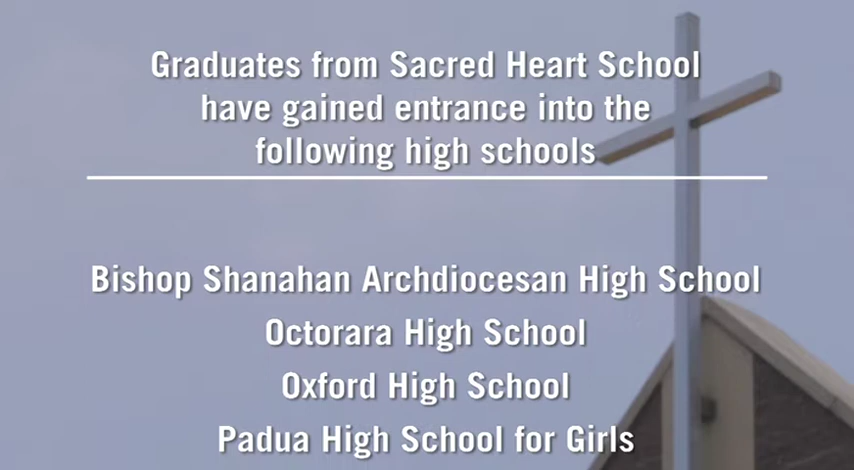 Graduates from Sacred Heart School
have gained entrance into the
following high schools
Bishop Shanahan Archdiocesan High School
Octorara High School
Oxford High School
Padua High School for Girls